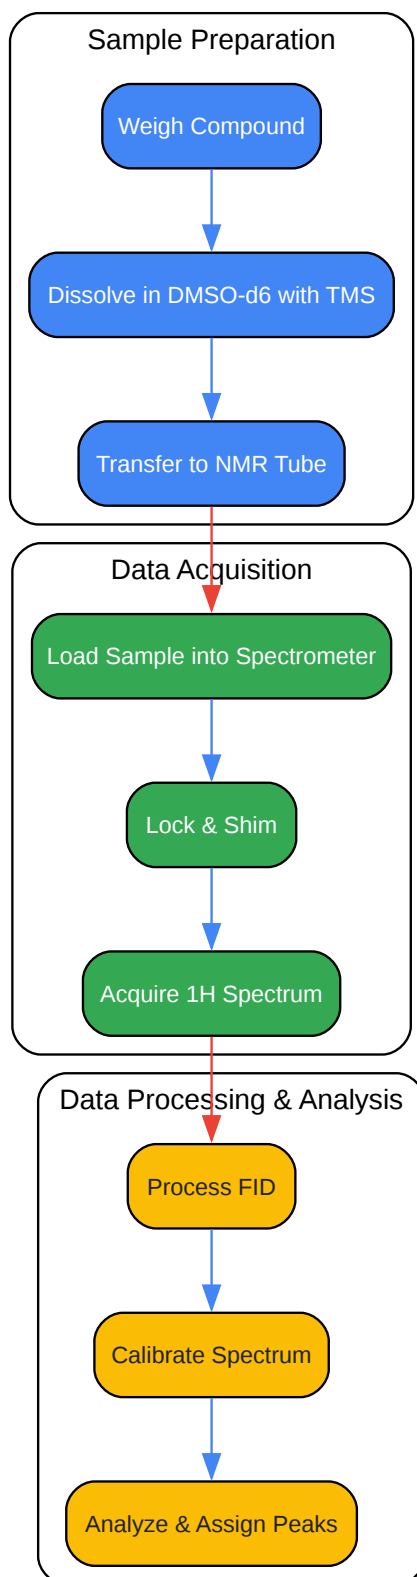 Sample Preparation
Weigh Compound
Dissolve in DMSO-d6 with TMS
Transfer to NMR Tube
Data Acquisition
Load Sample into Spectrometer
Lock & Shim
Acquire 1H Spectrum
Data Processing & Analysis
Process FID
Calibrate Spectrum
Analyze & Assign Peaks